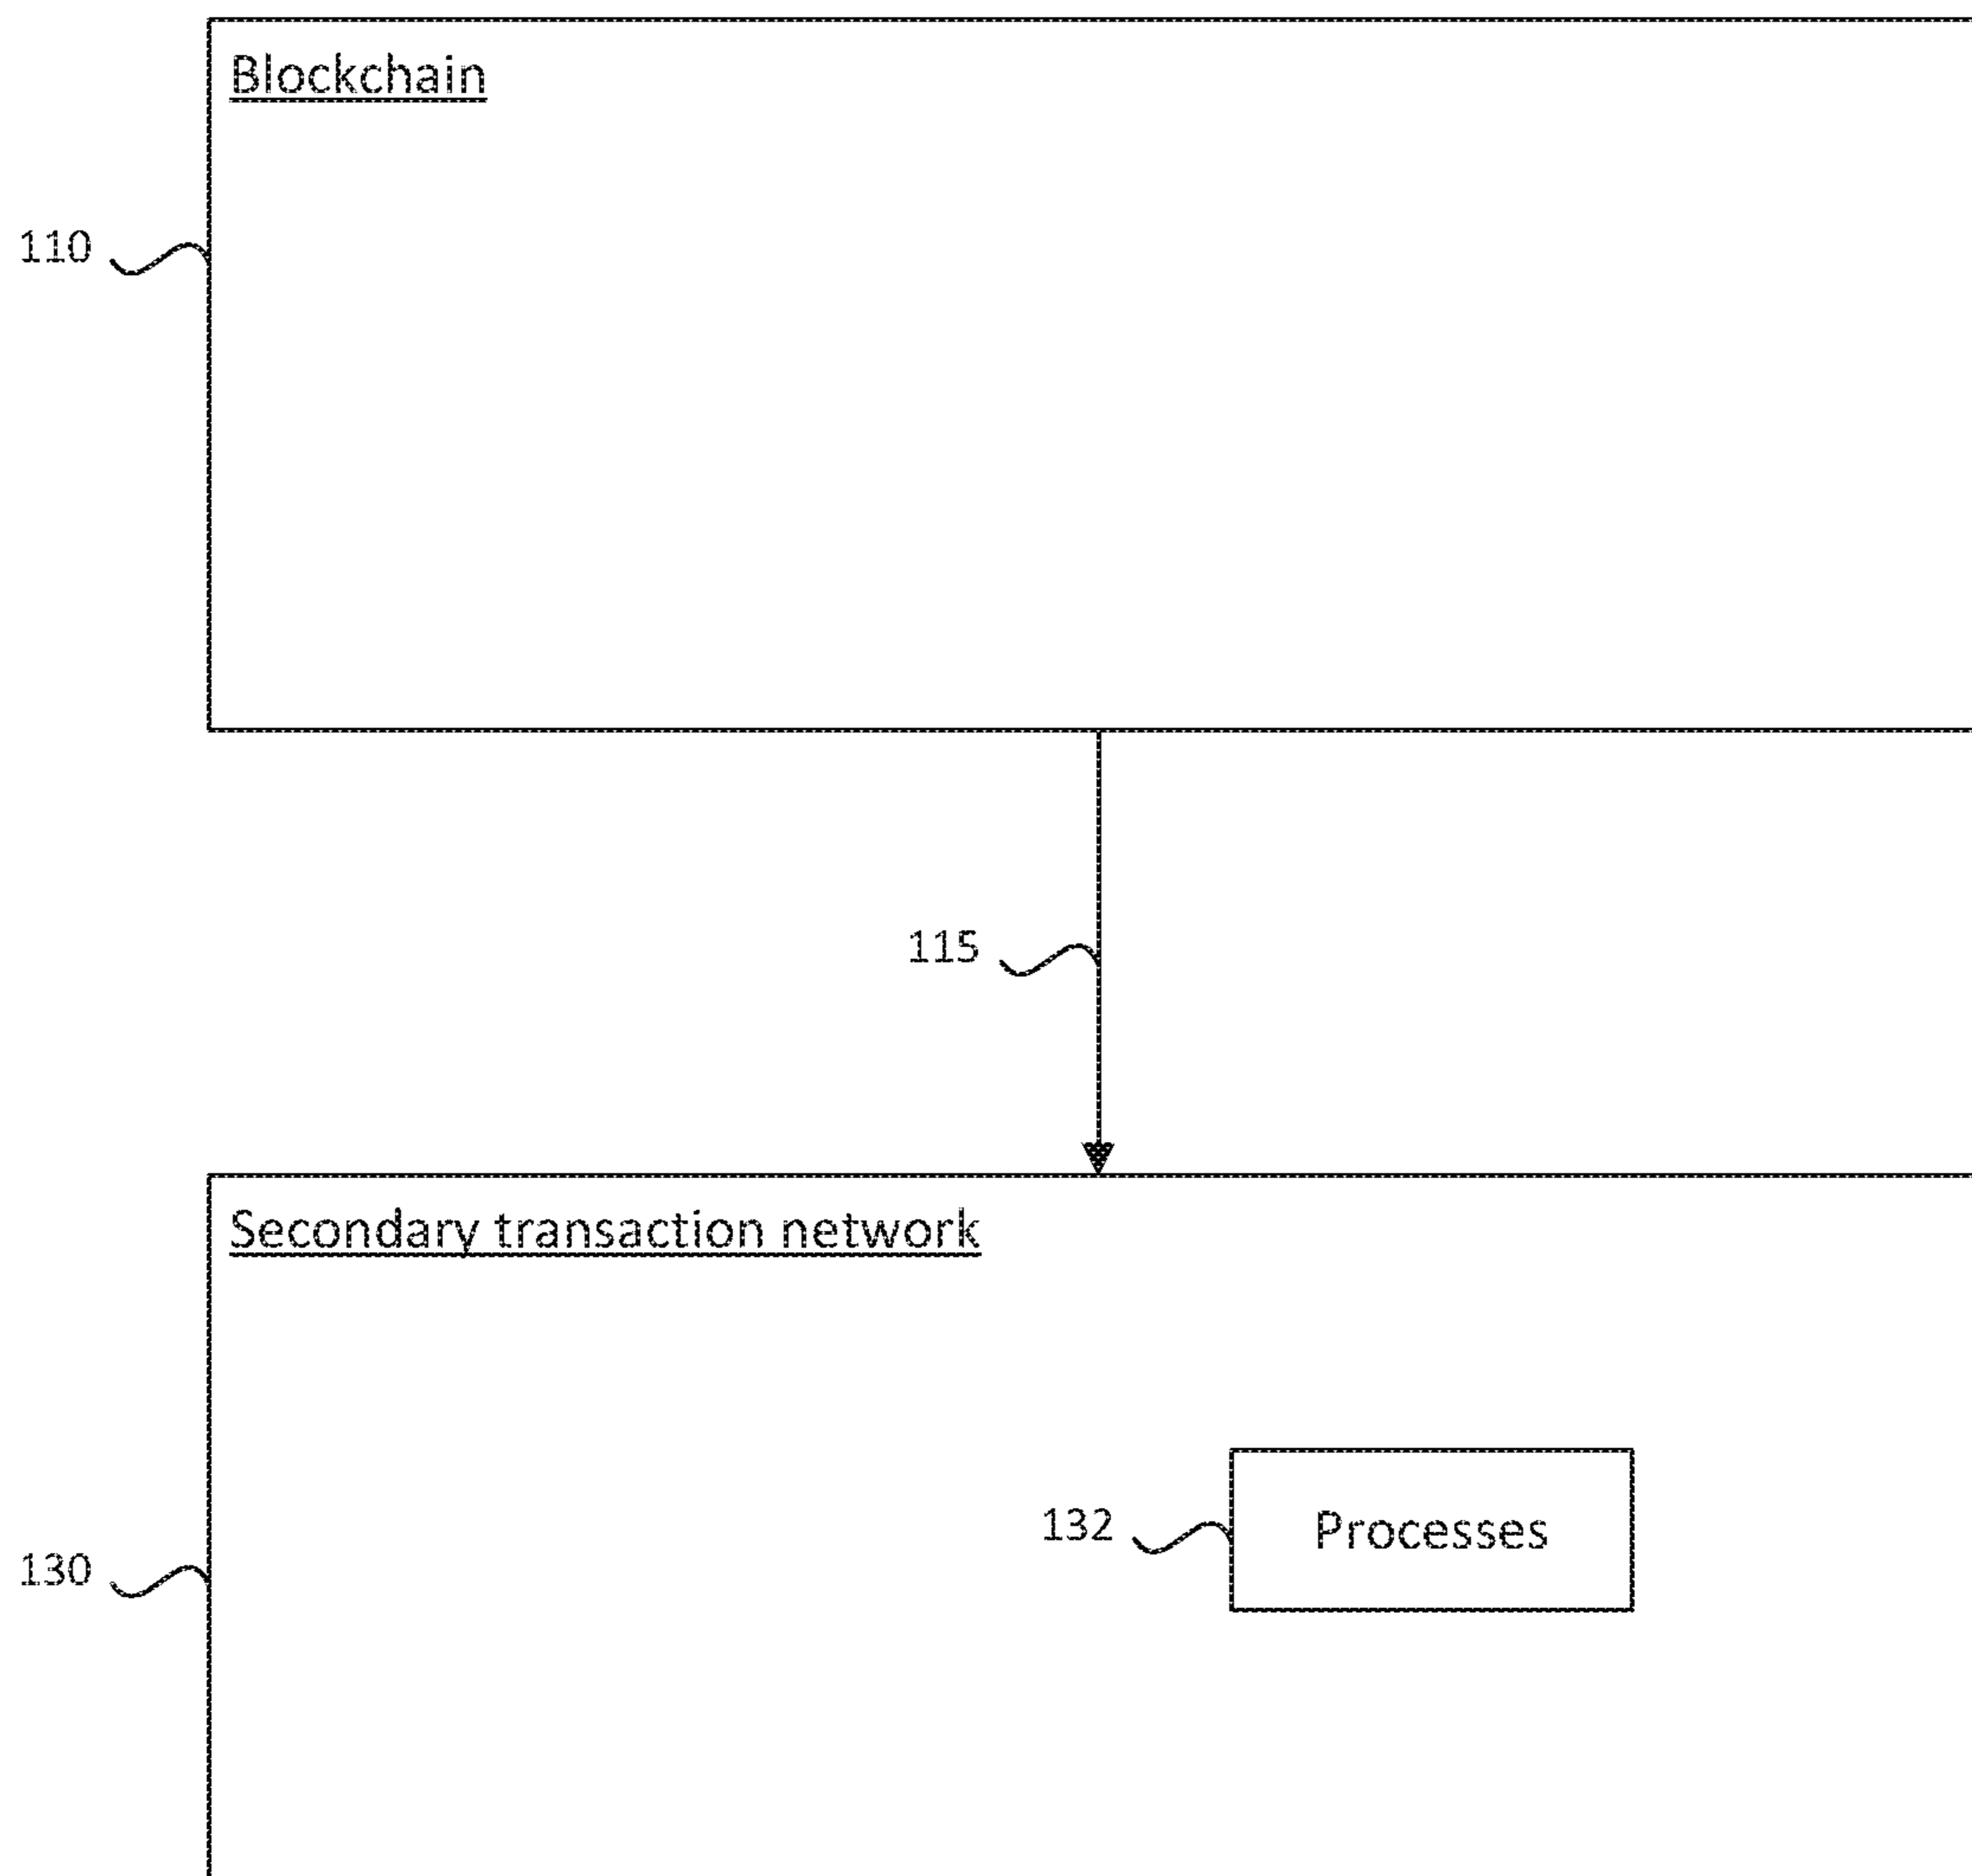 Blockchain
110
115
Secondary transaction network
132
Processes
130